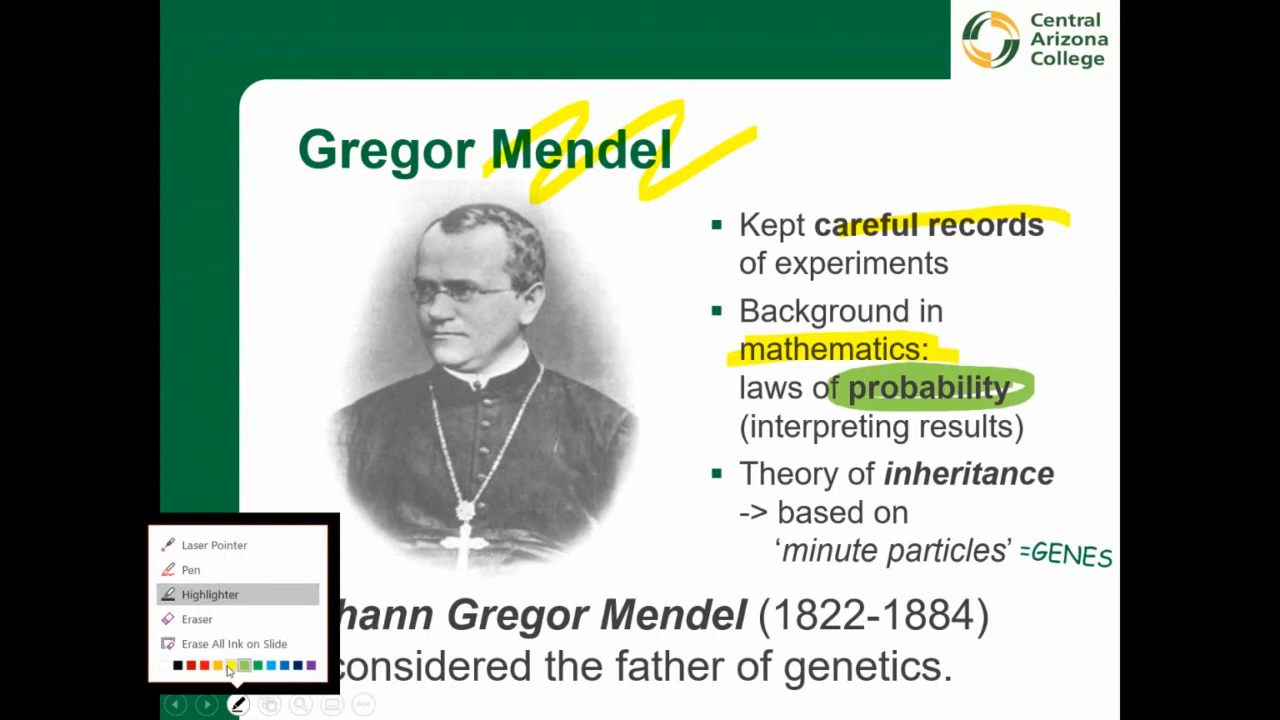 Central
Arizona
College
Gregor Mendel
Kept careful records
of experiments
Background in
mathematics:
laws of probability
(interpreting results)
Theory of inheritance
-> based on
‘minute particles’ =GENES
Laser Pointer
Pen
Highlighter
Eraser
Erase All Ink on Slide
hann Gregor Mendel (1822-1884)
considered the father of genetics.